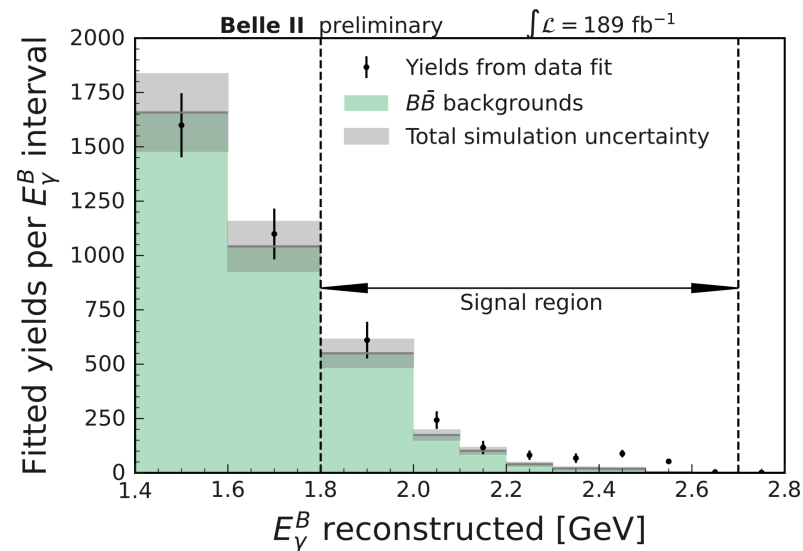 Belle II preliminary ∫ℒ = 189 fb⁻¹
Yields from data fit
BB̄ backgrounds
Total simulation uncertainty
Signal region
Fitted yields per E_γ^B interval
2000
1750
1500
1250
1000
750
500
250
0
1.4 1.6 1.8 2.0 2.2 2.4 2.6 2.8
E_γ^B reconstructed [GeV]